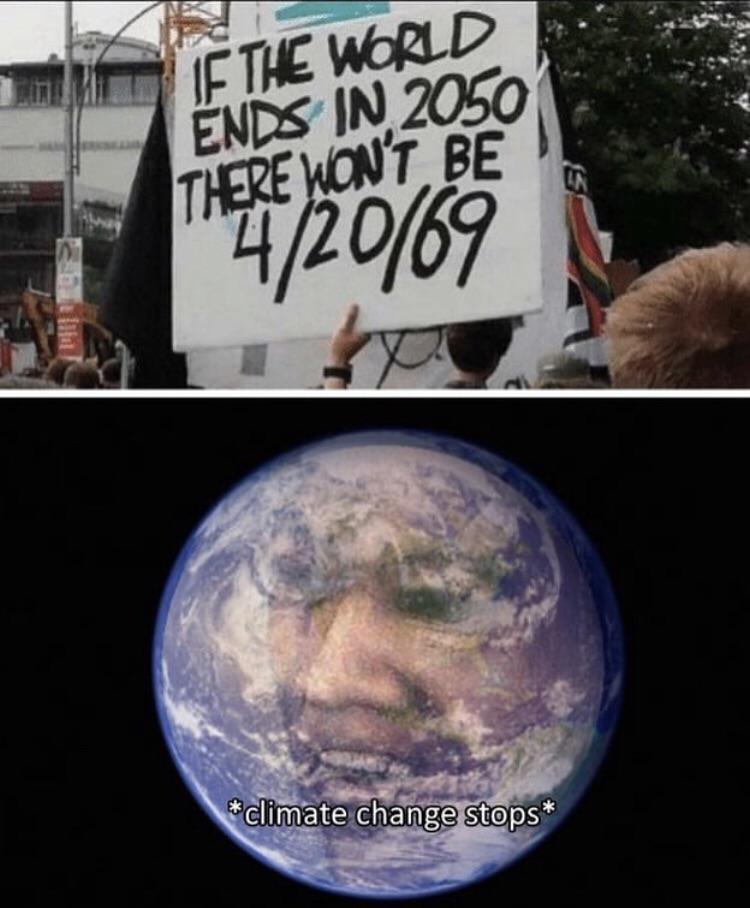 IF THE WORLD
ENDS IN 2050
THERE WON'T BE
4/20/69
*climate change stops*